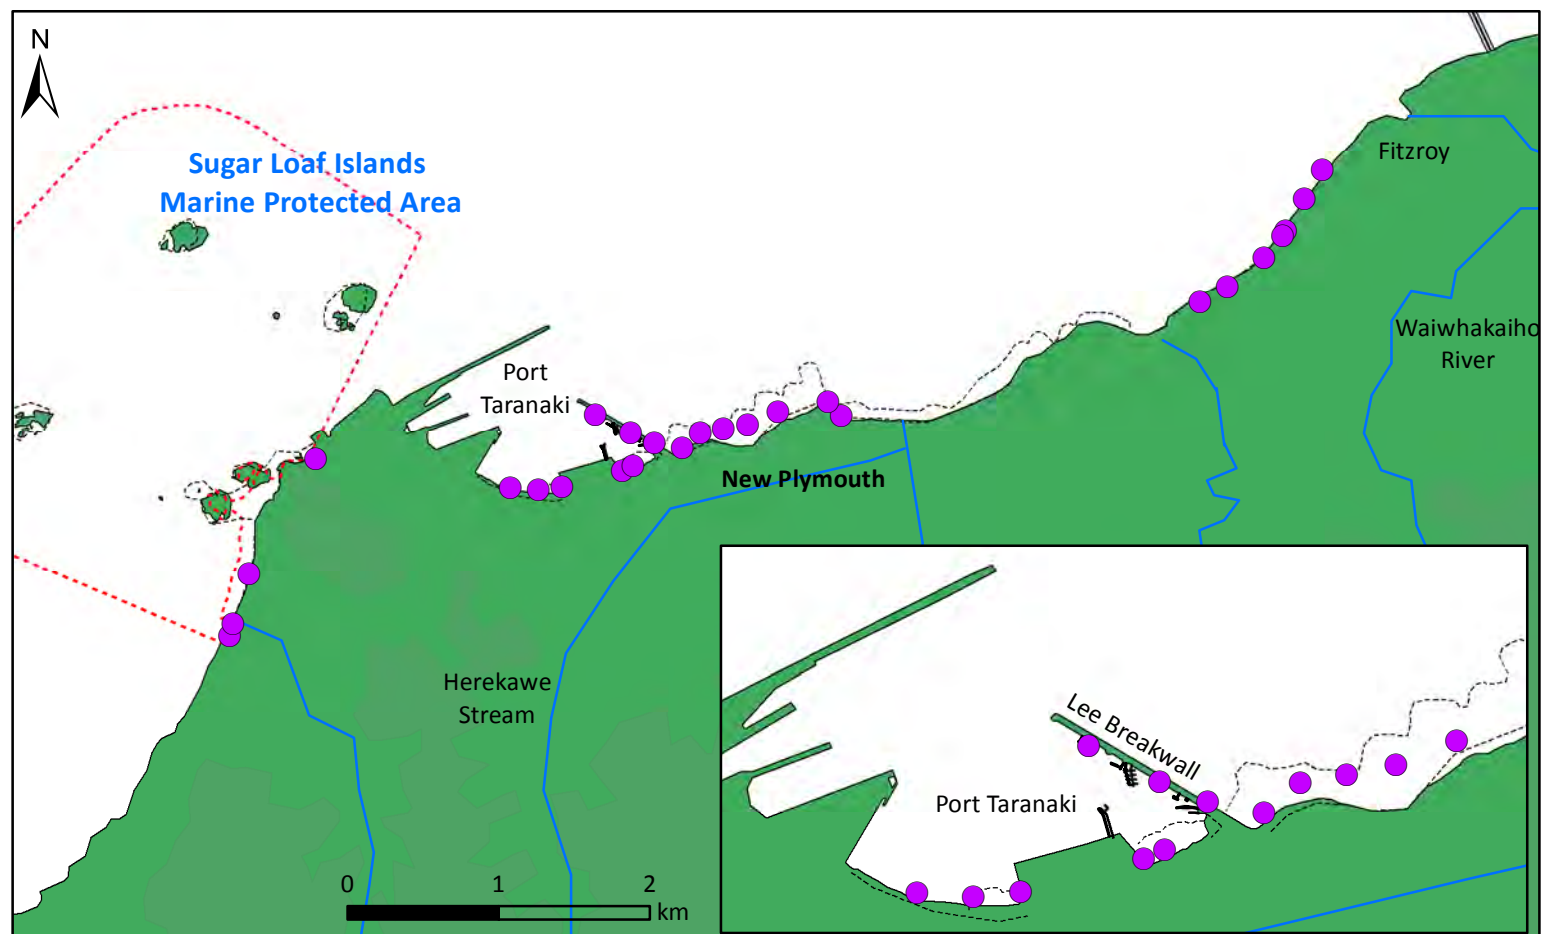 N
Sugar Loaf Islands
Marine Protected Area
Fitzroy
Waiwhakaiho
River
Port
Taranaki
New Plymouth
Herekawe
Stream
0 1 2
km
Lee Breakwall
Port Taranaki